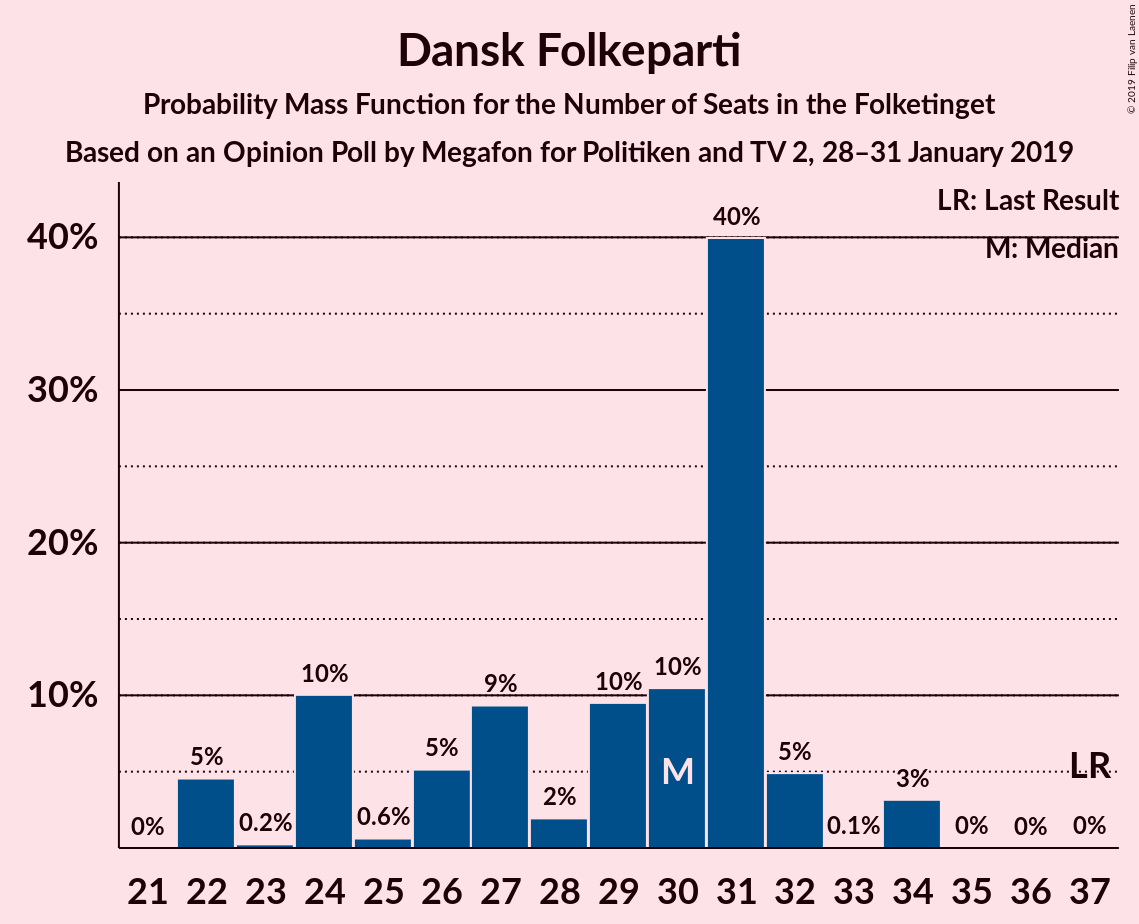 Dansk Folkeparti
Probability Mass Function for the Number of Seats in the Folketinget
Based on an Opinion Poll by Megafon for Politiken and TV 2, 28–31 January 2019
© 2019 Filip van Laenen
LR: Last Result
M: Median
40%
30%
20%
10%
0%
5%
0.2%
10%
0.6%
5%
9%
2%
10%
10%
40%
5%
0.1%
3%
0%
0%
0%
M
LR
21 22 23 24 25 26 27 28 29 30 31 32 33 34 35 36 37